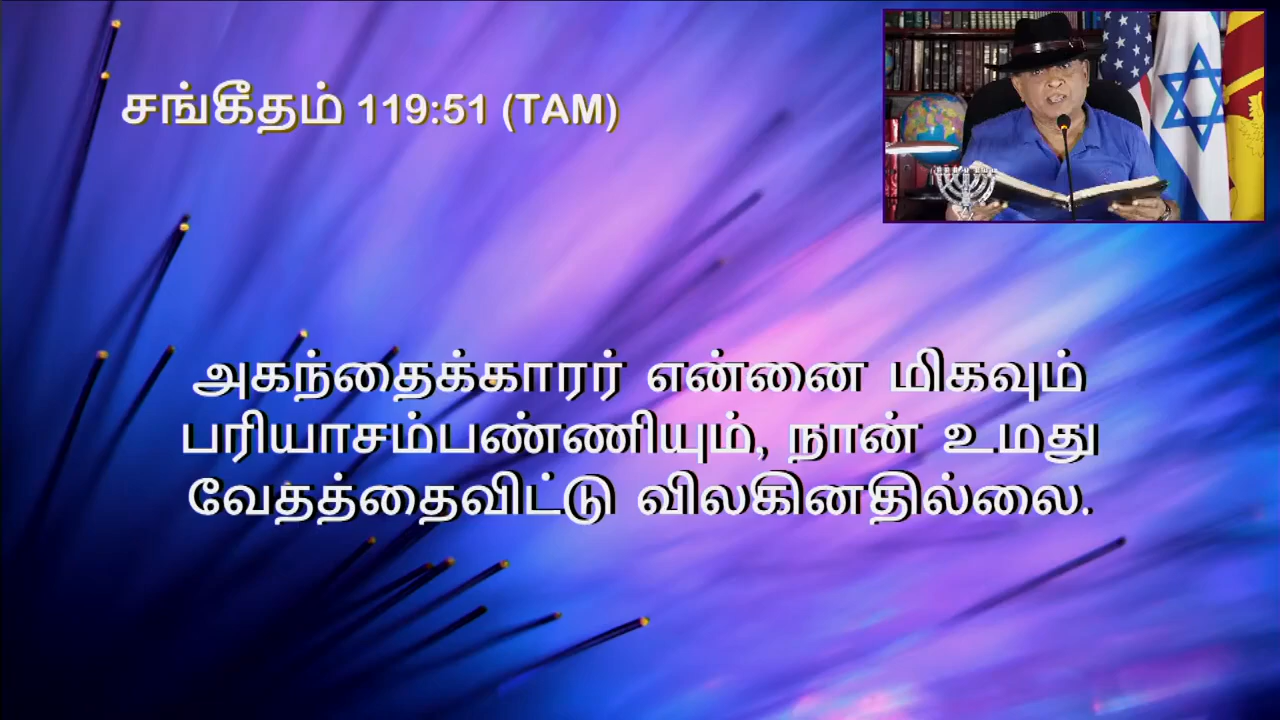 சங்கீதம் 119:51 (TAM)
அகந்தைக்காரர் என்னை மிகவும்
பரியாசம்பண்ணியும், நான் உமது
வேதத்தைவிட்டு விலகினதில்லை.